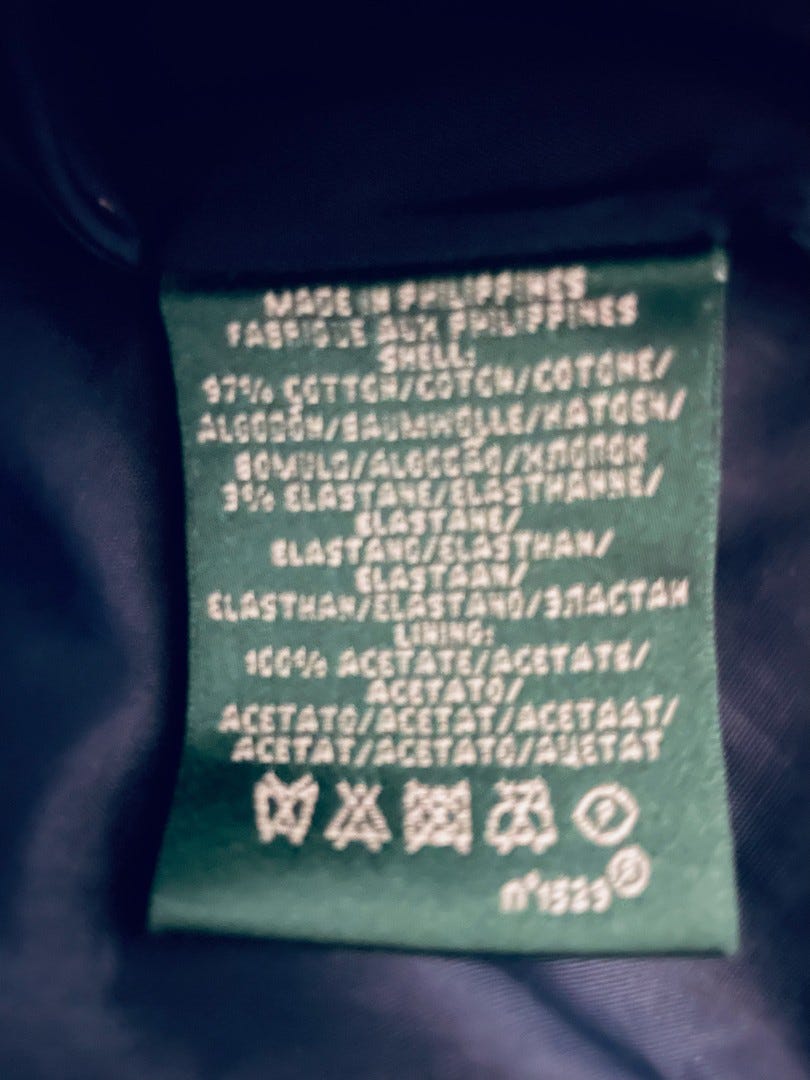 MADE IN PHILIPPINES
FABRIQUE AUX PHILIPPINES
SHELL:
97% COTTON/COTON/COTONE/
ALGODÓN/BAUMWOLLE/KATOEN/
BOMULD/ALGODÃO/ХЛОПОК
3% ELASTANE/ELASTHANNE/
ELASTANE/
ELASTANO/ELASTHAN/
ELASTAAN/
ELASTHAN/ELASTANO/ЭЛАСТАН
LINING:
100% ACETATE/ACETATE/
ACETATO/
ACETATO/ACETAT/ACETAAT/
ACETAT/ACETATO/АЦЕТАТ